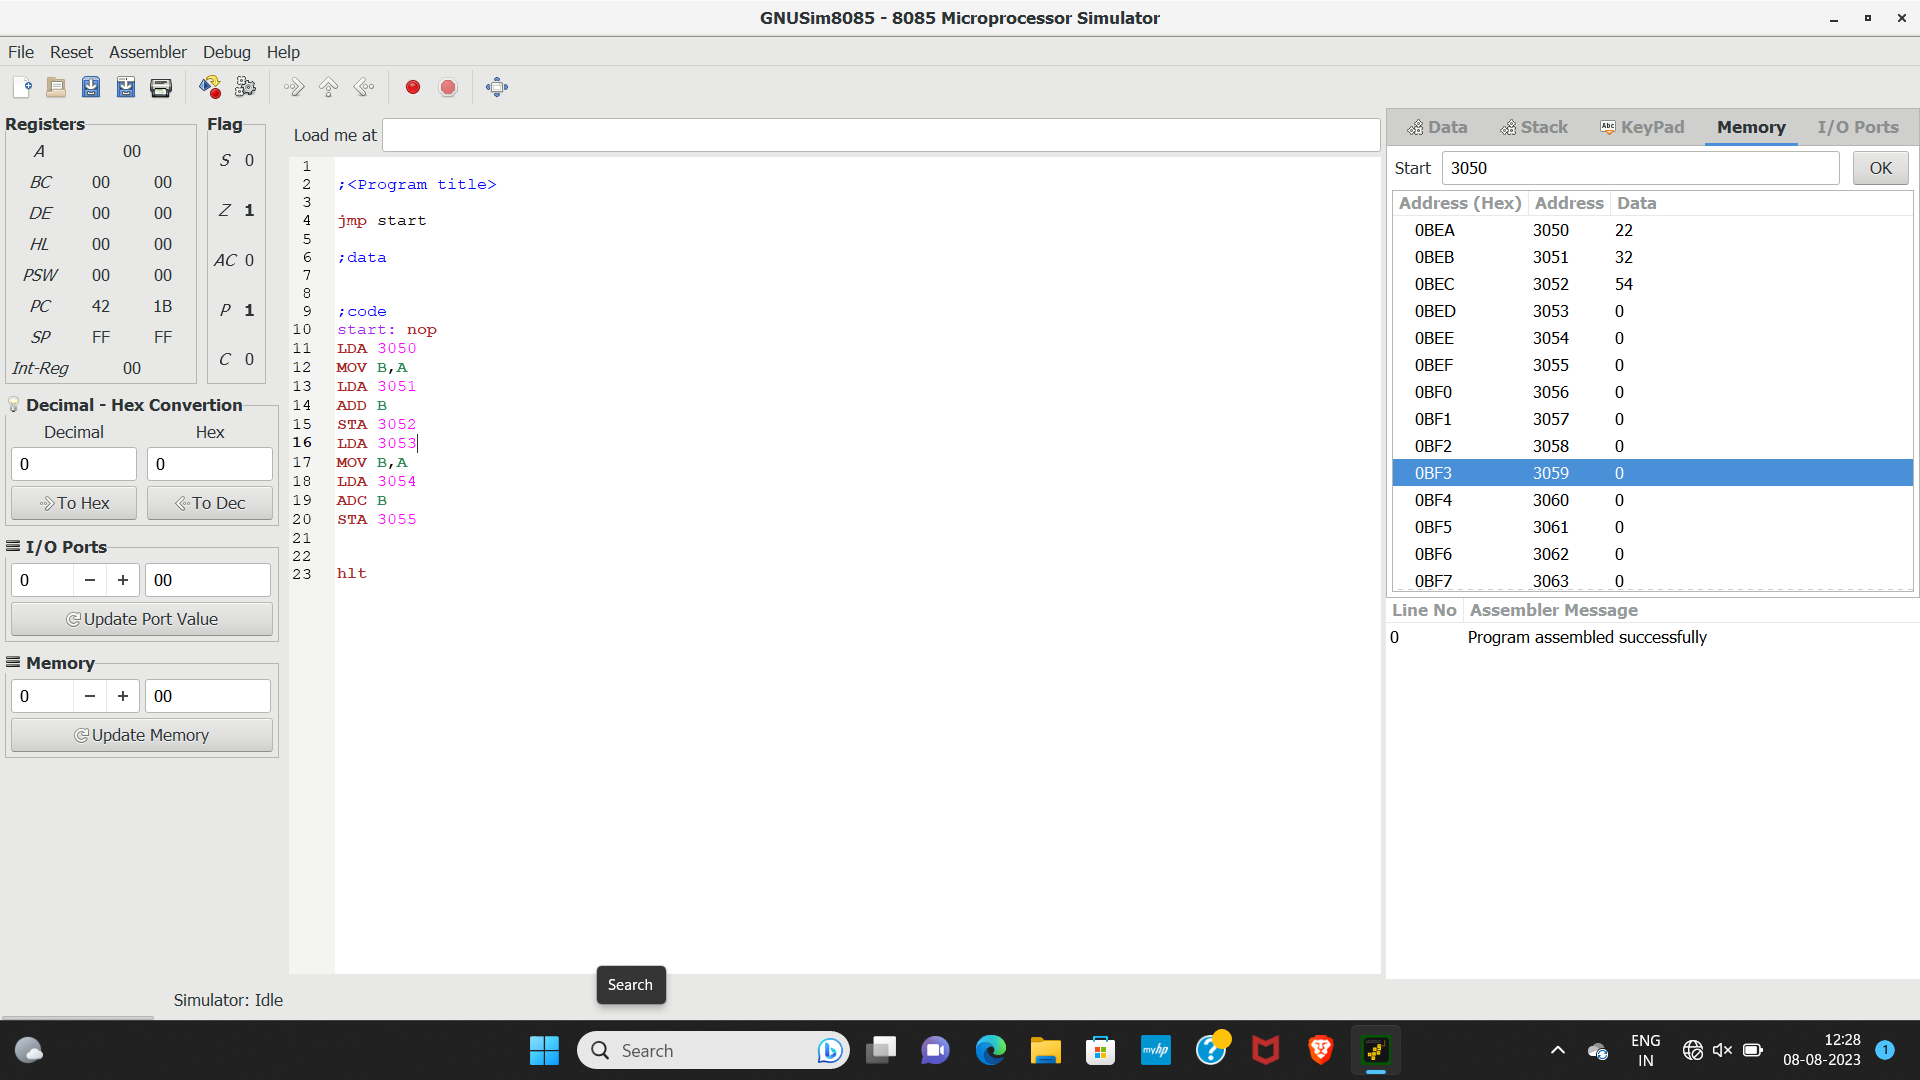 GNUSim8085 - 8085 Microprocessor Simulator
File Reset Assembler Debug Help
Registers
A 00
BC 00 00
DE 00 00
HL 00 00
PSW 00 00
PC 42 1B
SP FF FF
Int-Reg 00
Flag
S 0
Z 1
AC 0
P 1
C 0
Decimal - Hex Convertion
Decimal Hex
0 0
To Hex To Dec
I/O Ports
0 − + 00
Update Port Value
Memory
0 − + 00
Update Memory
Load me at
1
2 ;<Program title>
3
4 jmp start
5
6 ;data
7
8
9 ;code
10 start: nop
11 LDA 3050
12 MOV B,A
13 LDA 3051
14 ADD B
15 STA 3052
16 LDA 3053
17 MOV B,A
18 LDA 3054
19 ADC B
20 STA 3055
21
22
23 hlt
Data Stack Abc KeyPad Memory I/O Ports
Start 3050 OK
Address (Hex) Address Data
0BEA 3050 22
0BEB 3051 32
0BEC 3052 54
0BED 3053 0
0BEE 3054 0
0BEF 3055 0
0BF0 3056 0
0BF1 3057 0
0BF2 3058 0
0BF3 3059 0
0BF4 3060 0
0BF5 3061 0
0BF6 3062 0
0BF7 3063 0
Line No Assembler Message
0 Program assembled successfully
Search
Simulator: Idle
Search
myhp
?
ENG
IN
12:28
08-08-2023
1